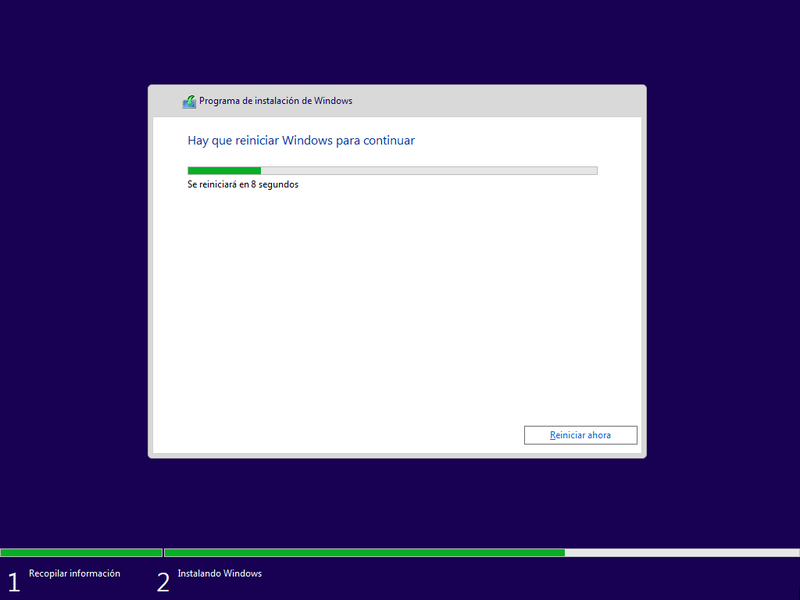 Programa de instalación de Windows
Hay que reiniciar Windows para continuar
Se reiniciará en 8 segundos
Reiniciar ahora
1 Recopilar información
2 Instalando Windows